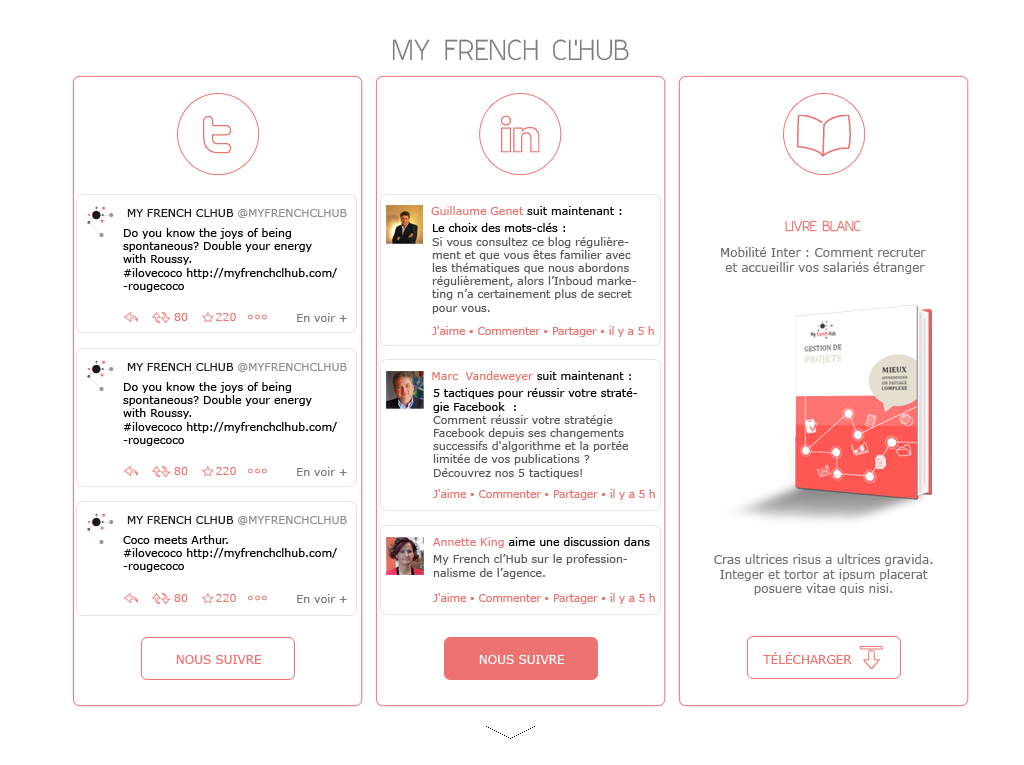 MY FRENCH CL'HUB
MY FRENCH CLHUB @MYFRENCHCLHUB
Do you know the joys of being
spontaneous? Double your energy
with Roussy.
#ilovecoco http://myfrenchclhub.com/
-rougecoco
80 220 En voir +
MY FRENCH CLHUB @MYFRENCHCLHUB
Do you know the joys of being
spontaneous? Double your energy
with Roussy.
#ilovecoco http://myfrenchclhub.com/
-rougecoco
80 220 En voir +
MY FRENCH CLHUB @MYFRENCHCLHUB
Coco meets Arthur.
#ilovecoco http://myfrenchclhub.com/
-rougecoco
80 220 En voir +
NOUS SUIVRE
in
Guillaume Genet suit maintenant :
Le choix des mots-clés :
Si vous consultez ce blog régulière-
ment et que vous êtes familier avec
les thématiques que nous abordons
régulièrement, alors l’Inboud marke-
ting n’a certainement plus de secret
pour vous.
J'aime • Commenter • Partager • il y a 5 h
Marc Vandeweyer suit maintenant :
5 tactiques pour réussir votre straté-
gie Facebook :
Comment réussir votre stratégie
Facebook depuis ses changements
successifs d'algorithme et la portée
limitée de vos publications ?
Découvrez nos 5 tactiques!
J'aime • Commenter • Partager • il y a 5 h
Annette King aime une discussion dans
My French cl’Hub sur le profession-
nalisme de l’agence.
J'aime • Commenter • Partager • il y a 5 h
NOUS SUIVRE
LIVRE BLANC
Mobilité Inter : Comment recruter
et accueillir vos salariés étranger
GESTION DE
PROJETS
MIEUX
UN PAYSAGE
COMPLEXE
Cras ultrices risus a ultrices gravida.
Integer et tortor at ipsum placerat
posuere vitae quis nisi.
TÉLÉCHARGER